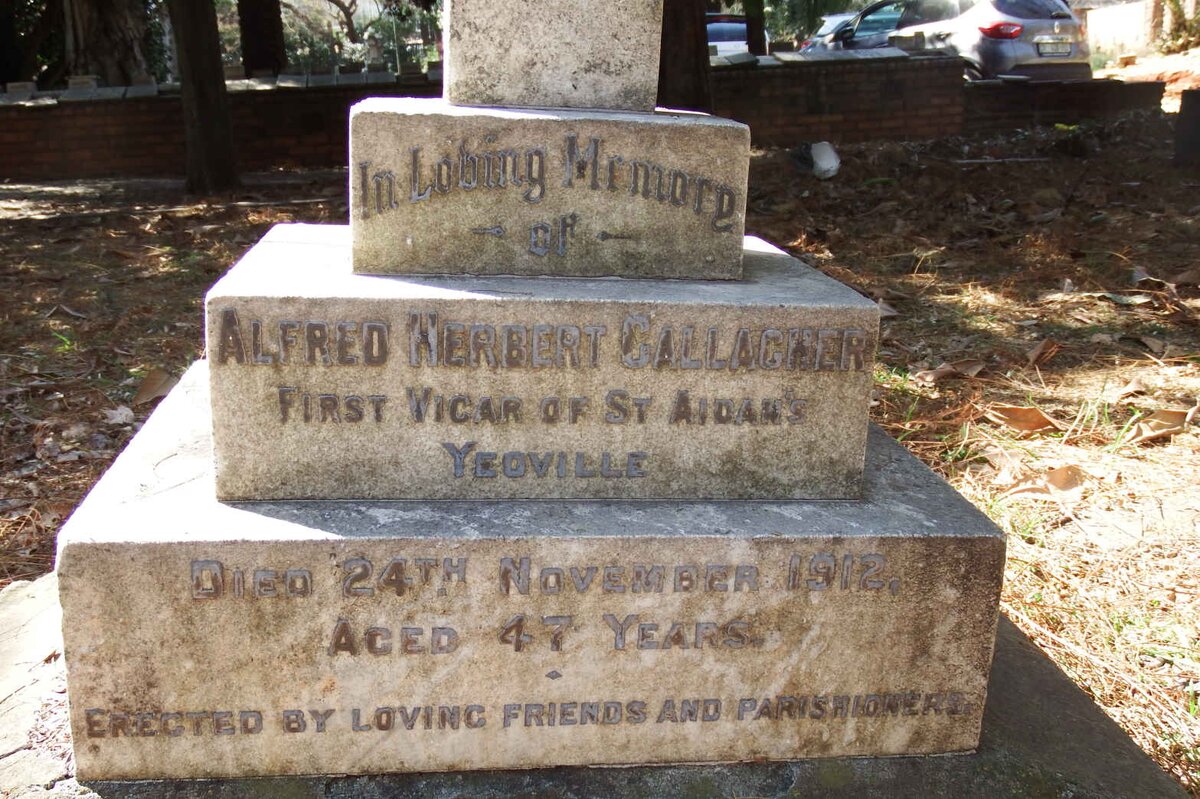 In Loving Memory
of
ALFRED HERBERT GALLAGHER
FIRST VICAR OF ST AIDAN'S
YEOVILLE
DIED 24TH NOVEMBER 1912,
AGED 47 YEARS.
ERECTED BY LOVING FRIENDS AND PARISHIONERS.